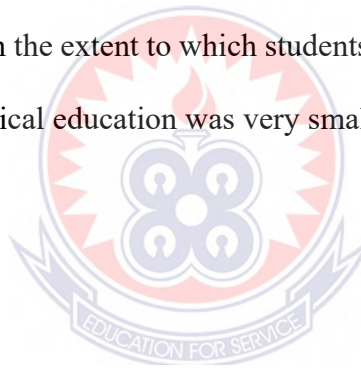 n the extent to which students
ical education was very smal
EDUCATION FOR SERVICE